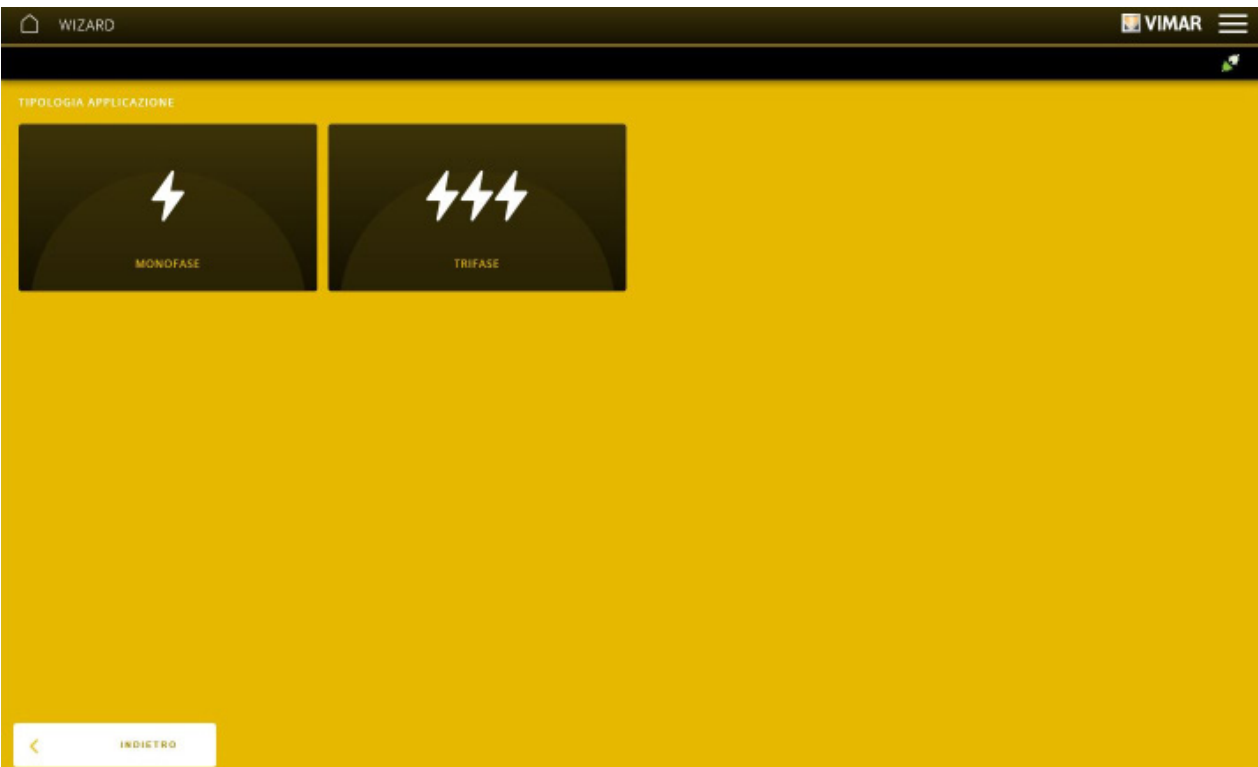 WIZARD
VIMAR
TIPOLOGIA APPLICAZIONE
MONOFASE
TRIFASE
INDIETRO